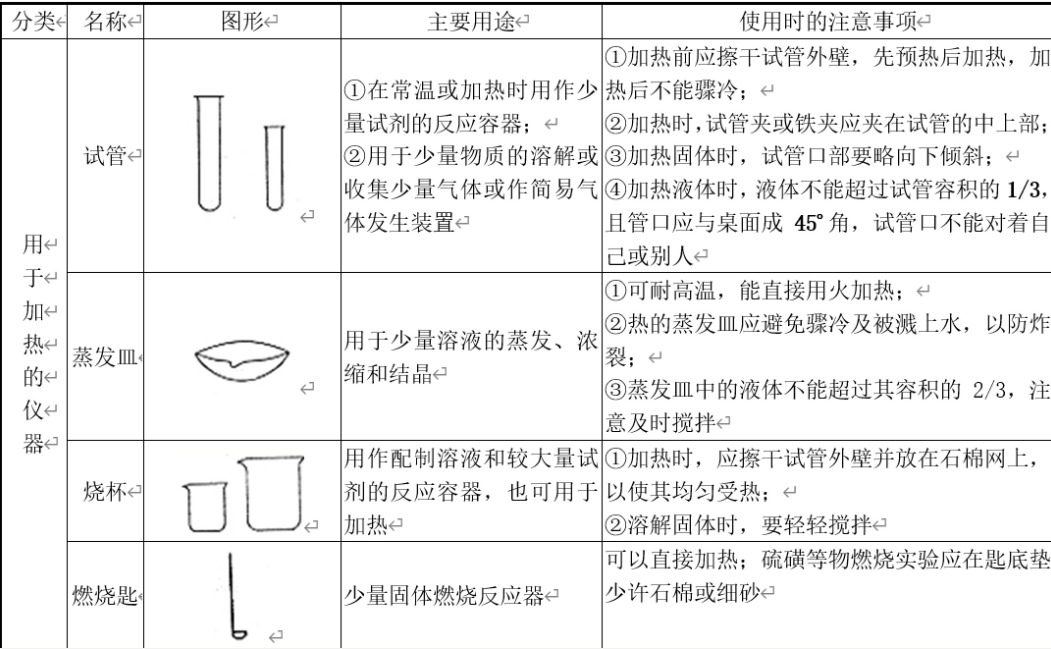 分类 名称 图形 主要用途 使用时的注意事项
用
于
加
热
的
仪
器
试管
①在常温或加热时用作少
量试剂的反应容器；
②用于少量物质的溶解或
收集少量气体或作简易气
体发生装置
①加热前应擦干试管外壁，先预热后加热，加
热后不能骤冷；
②加热时，试管夹或铁夹应夹在试管的中上部；
③加热固体时，试管口部要略向下倾斜；
④加热液体时，液体不能超过试管容积的 1/3，
且管口应与桌面成 45° 角，试管口不能对着自
己或别人
蒸发皿
用于少量溶液的蒸发、浓
缩和结晶
①可耐高温，能直接用火加热；
②热的蒸发皿应避免骤冷及被溅上水，以防炸
裂；
③蒸发皿中的液体不能超过其容积的 2/3，注
意及时搅拌
烧杯
用作配制溶液和较大量试
剂的反应容器，也可用于
加热
①加热时，应擦干试管外壁并放在石棉网上，
以使其均匀受热；
②溶解固体时，要轻轻搅拌
燃烧匙
少量固体燃烧反应器
可以直接加热；硫磺等物燃烧实验应在匙底垫
少许石棉或细砂